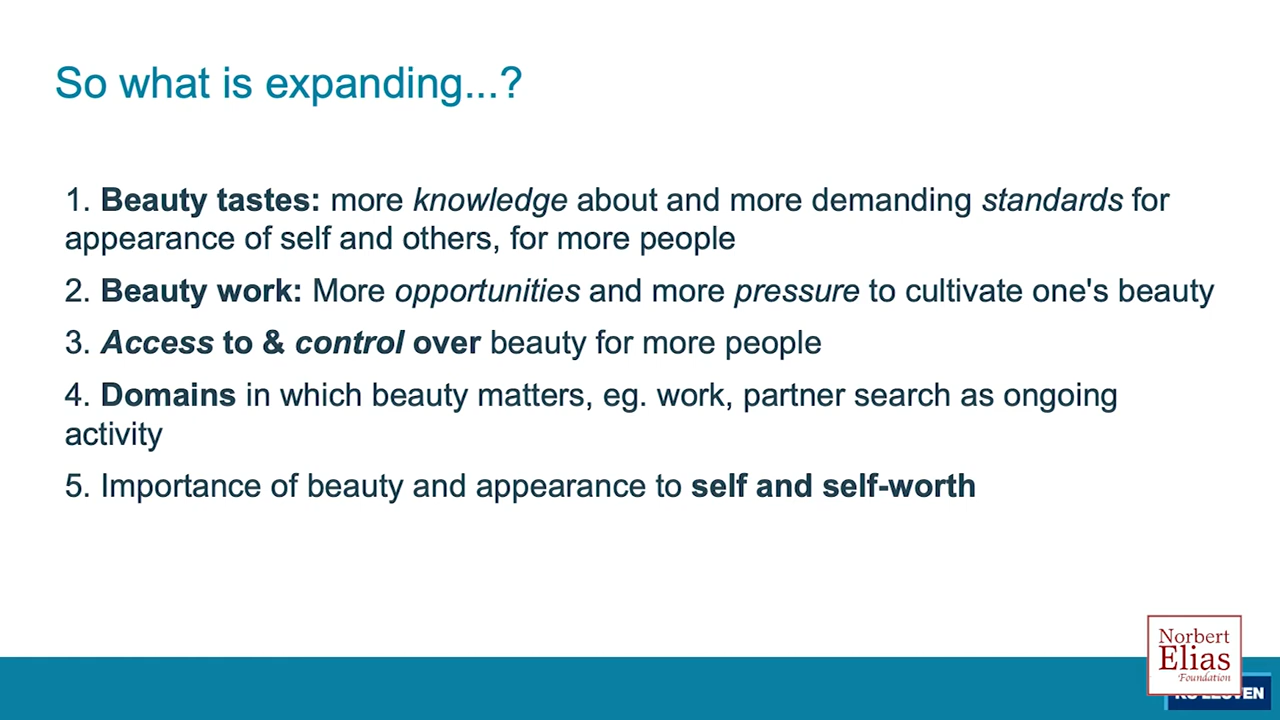 So what is expanding...?
1. Beauty tastes: more knowledge about and more demanding standards for
appearance of self and others, for more people
2. Beauty work: More opportunities and more pressure to cultivate one's beauty
3. Access to & control over beauty for more people
4. Domains in which beauty matters, eg. work, partner search as ongoing
activity
5. Importance of beauty and appearance to self and self-worth
Norbert
Elias
Foundation